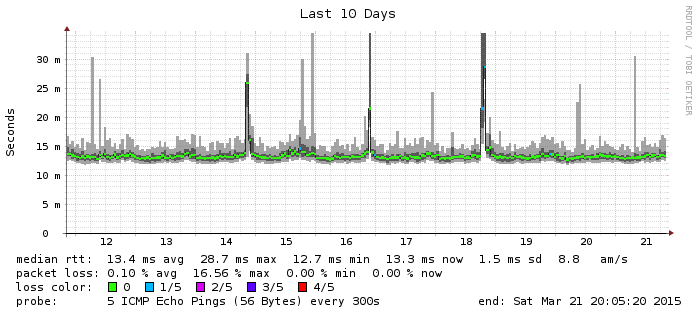 Last 10 Days
RRDTOOL / TOBI OETIKER
Seconds
30 m
25 m
20 m
15 m
10 m
5 m
0
12 13 14 15 16 17 18 19 20 21
median rtt: 13.4 ms avg 28.7 ms max 12.7 ms min 13.3 ms now 1.5 ms sd 8.8 am/s
packet loss: 0.10 % avg 16.56 % max 0.00 % min 0.00 % now
loss color: 0 1/5 2/5 3/5 4/5
probe: 5 ICMP Echo Pings (56 Bytes) every 300s end: Sat Mar 21 20:05:20 2015